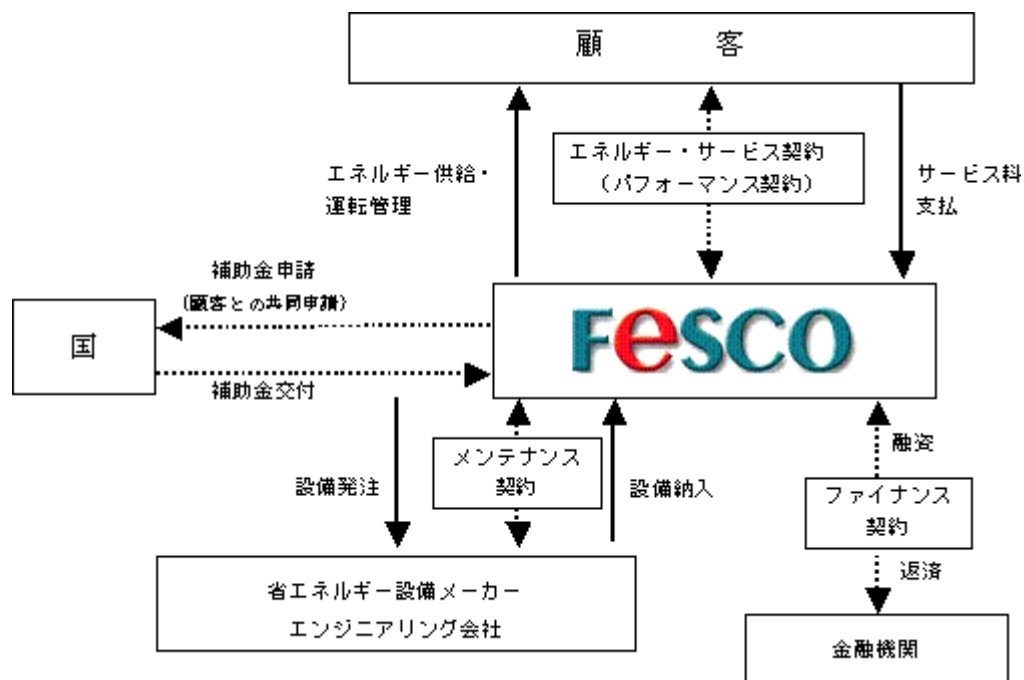 顧客
エネルギー・サービス契約
（パフォーマンス契約）
エネルギー供給・
運転管理
サービス料
支払
補助金申請
(顧客との共同申請)
国
FeSCO
補助金交付
設備発注
メンテナンス
契約
設備納入
融資
ファイナンス
契約
返済
省エネルギー設備メーカー
エンジニアリング会社
金融機関